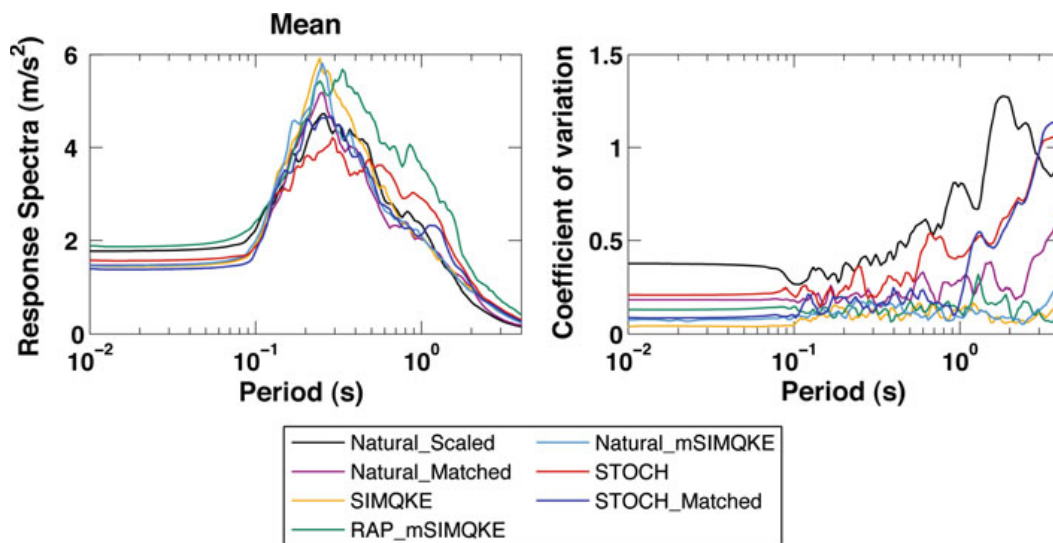 Mean
Response Spectra (m/s²)
6
4
2
0
10⁻²
10⁻¹
10⁰
Period (s)
Coefficient of variation
1.5
1
0.5
0
10⁻²
10⁻¹
10⁰
Period (s)
Natural_Scaled
Natural_Matched
SIMQKE
RAP_mSIMQKE
Natural_mSIMQKE
STOCH
STOCH_Matched